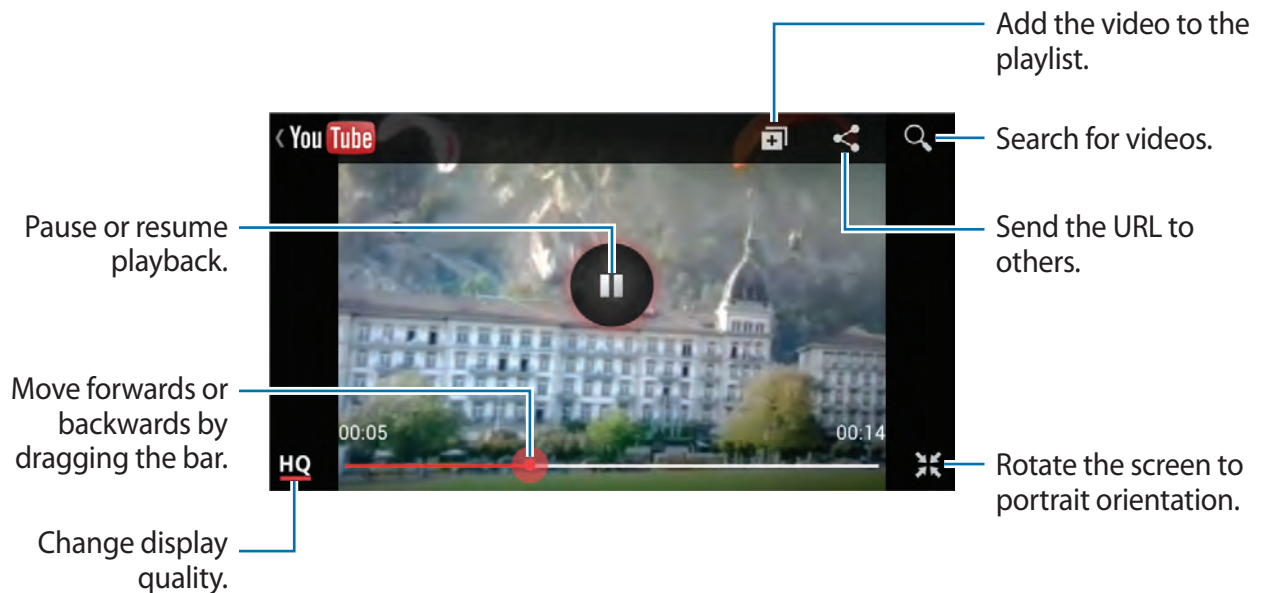 Add the video to the
playlist.
You Tube
Search for videos.
Pause or resume
playback.
Send the URL to
others.
Move forwards or
backwards by
dragging the bar.
00:05
00:14
HQ
Rotate the screen to
portrait orientation.
Change display
quality.